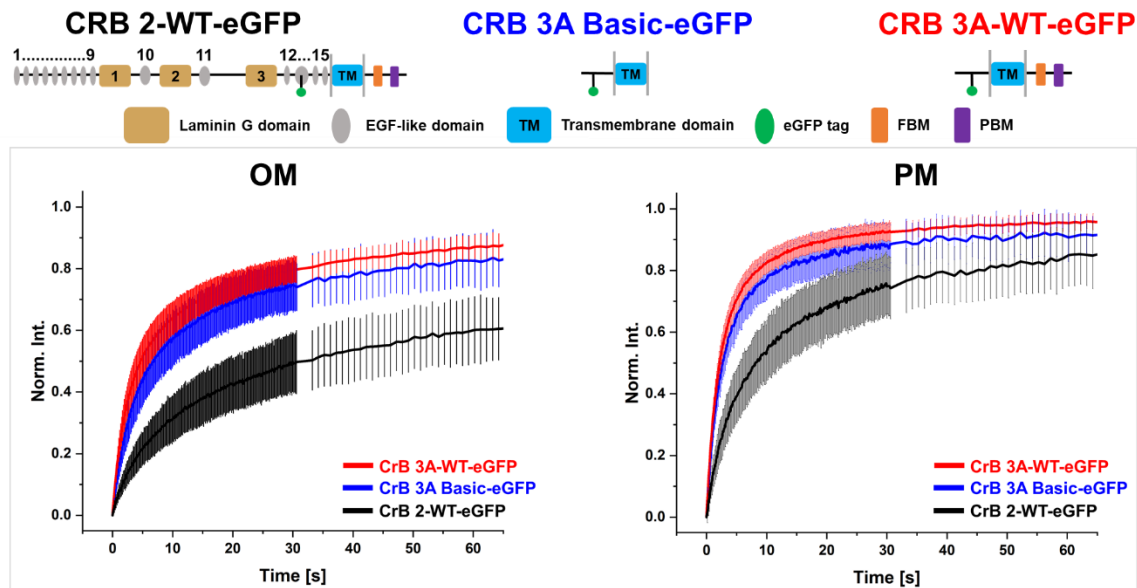 CRB 2-WT-eGFP
CRB 3A Basic-eGFP
CRB 3A-WT-eGFP
1............9 10 11 12... 15
1 2 3 TM
TM
TM
Laminin G domain
EGF-like domain
TM Transmembrane domain
eGFP tag
FBM
PBM
OM
Norm. Int.
1.0
0.8
0.6
0.4
0.2
0.0
CrB 3A-WT-eGFP
CrB 3A Basic-eGFP
CrB 2-WT-eGFP
0 10 20 30 40 50 60
Time [s]
PM
Norm. Int.
1.0
0.8
0.6
0.4
0.2
0.0
CrB 3A-WT-eGFP
CrB 3A Basic-eGFP
CrB 2-WT-eGFP
0 10 20 30 40 50 60
Time [s]